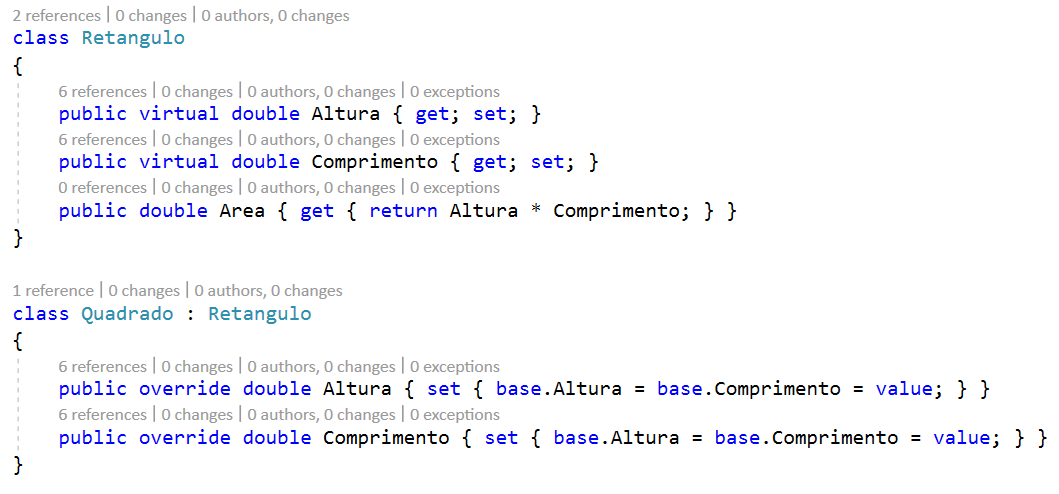 2 references | 0 changes | 0 authors, 0 changes
class Retangulo
{
6 references | 0 changes | 0 authors, 0 changes | 0 exceptions
public virtual double Altura { get; set; }
6 references | 0 changes | 0 authors, 0 changes | 0 exceptions
public virtual double Comprimento { get; set; }
0 references | 0 changes | 0 authors, 0 changes | 0 exceptions
public double Area { get { return Altura * Comprimento; } }
}
1 reference | 0 changes | 0 authors, 0 changes
class Quadrado : Retangulo
{
6 references | 0 changes | 0 authors, 0 changes | 0 exceptions
public override double Altura { set { base.Altura = base.Comprimento = value; } }
6 references | 0 changes | 0 authors, 0 changes | 0 exceptions
public override double Comprimento { set { base.Altura = base.Comprimento = value; } }
}